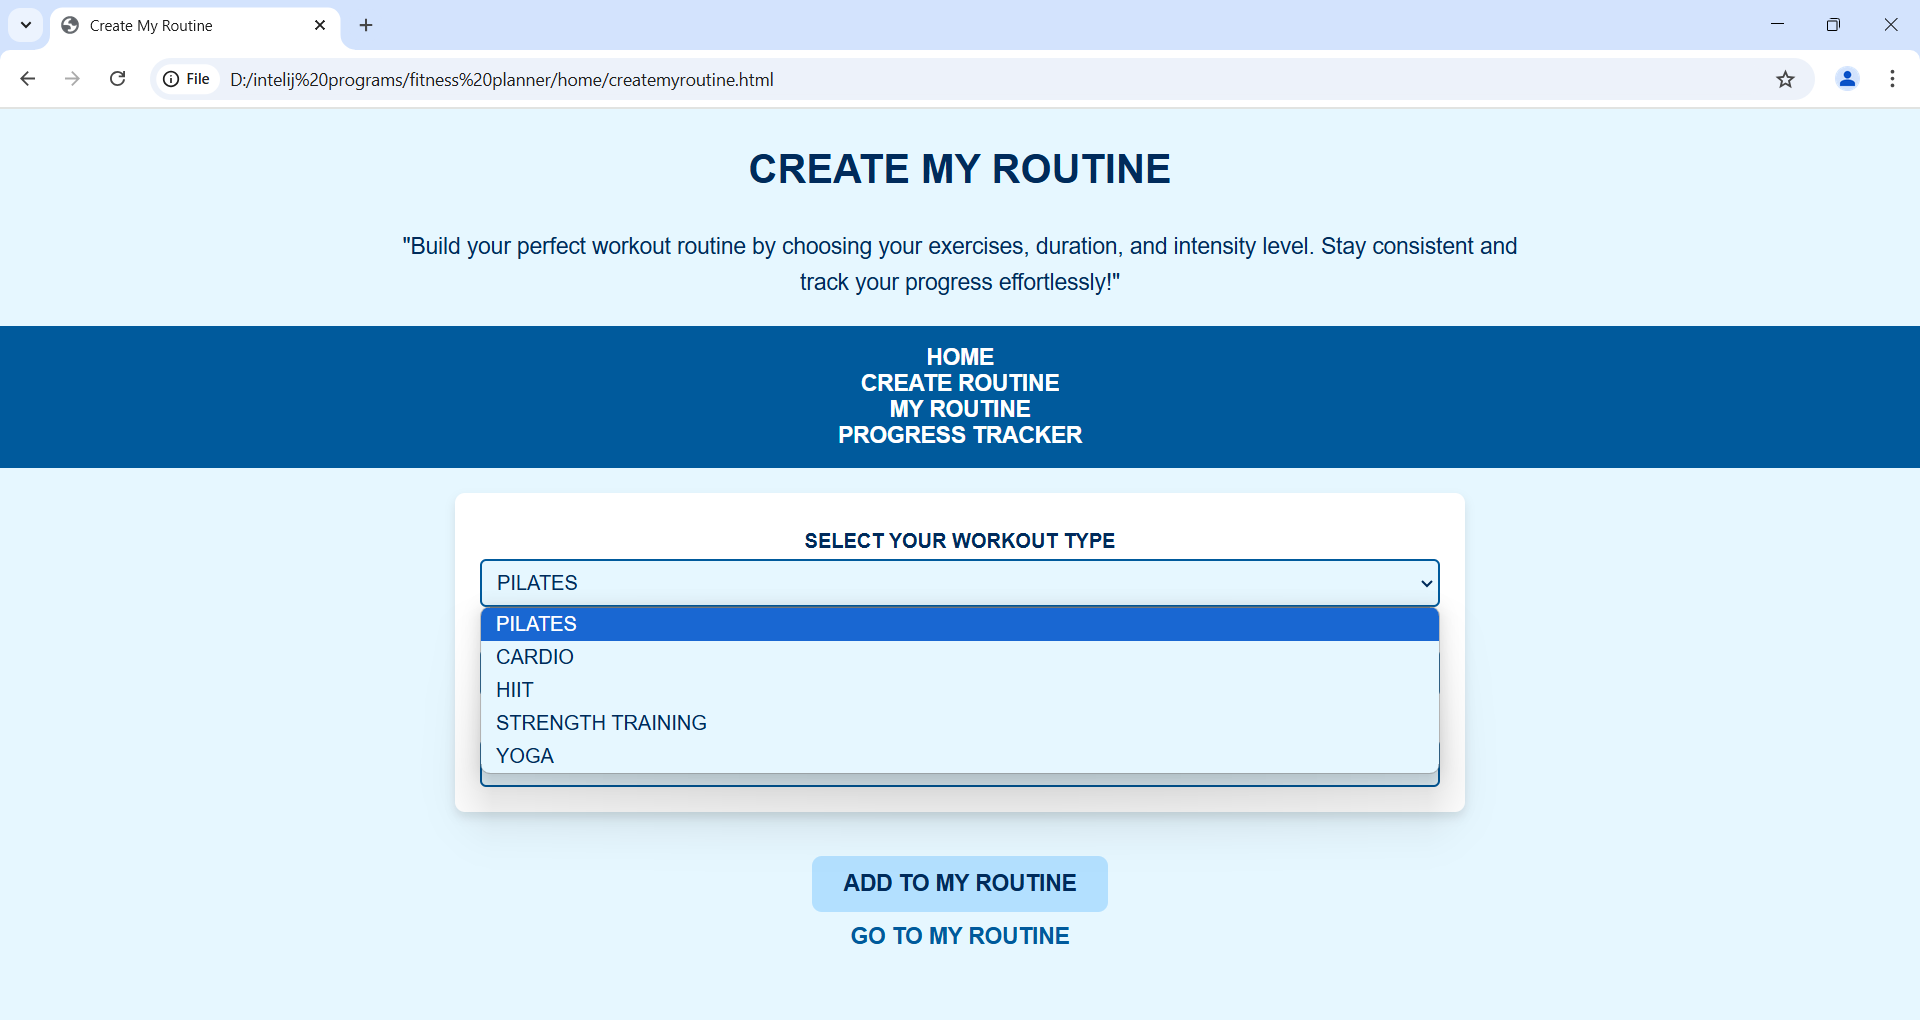 Create My Routine
File
D:/intelij%20programs/fitness%20planner/home/createmyroutine.html
CREATE MY ROUTINE
"Build your perfect workout routine by choosing your exercises, duration, and intensity level. Stay consistent and
track your progress effortlessly!"
HOME
CREATE ROUTINE
MY ROUTINE
PROGRESS TRACKER
SELECT YOUR WORKOUT TYPE
PILATES
PILATES
CARDIO
HIIT
STRENGTH TRAINING
YOGA
ADD TO MY ROUTINE
GO TO MY ROUTINE